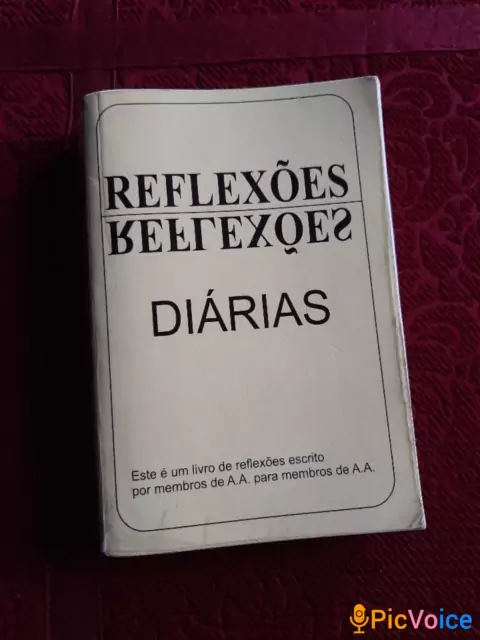 REFLEXÕES
REFLEXÕES
DIÁRIAS
Este é um livro de reflexões escrito
por membros de A.A. para membros de A.A.
PicVoice